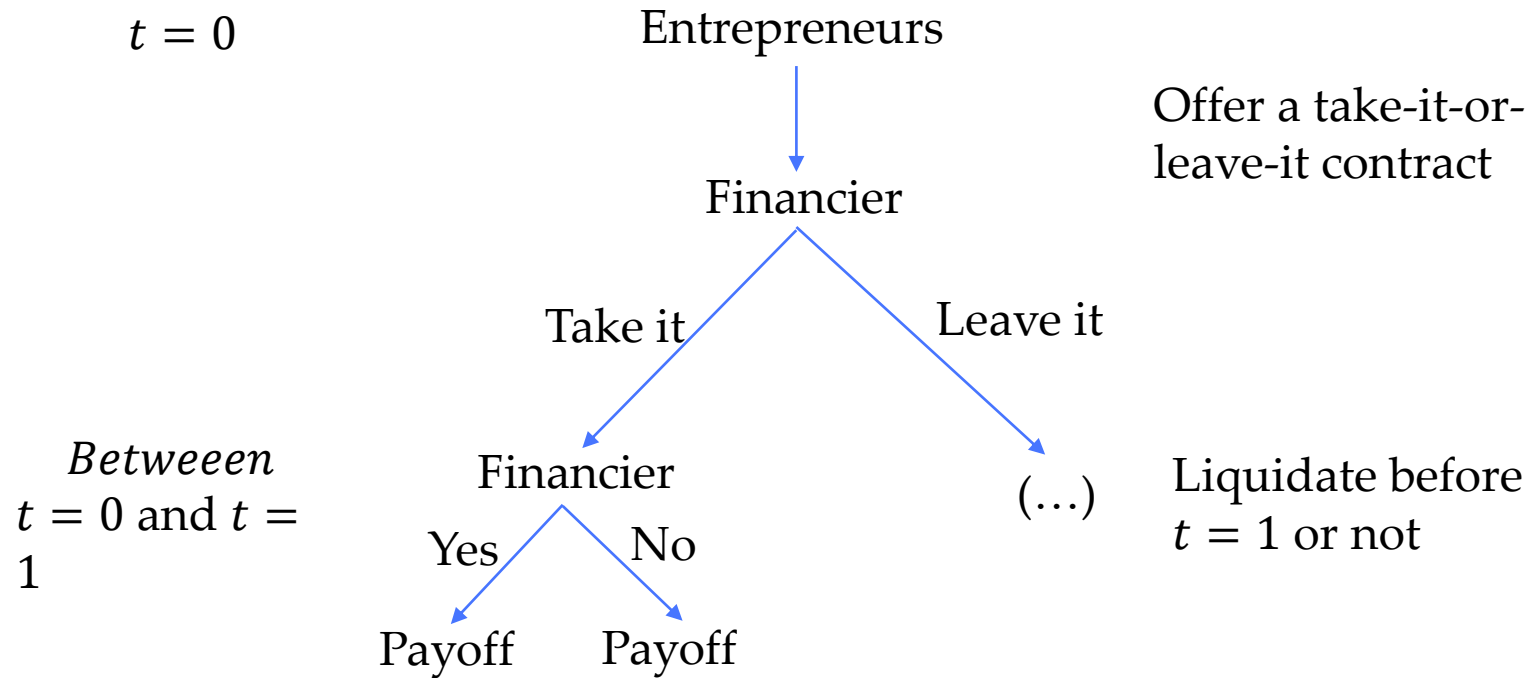 t = 0
Entrepreneurs
Offer a take-it-or-
leave-it contract
Financier
Take it
Leave it
Betweeen
t = 0 and t =
1
Financier
(…)
Liquidate before
t = 1 or not
Yes
No
Payoff
Payoff